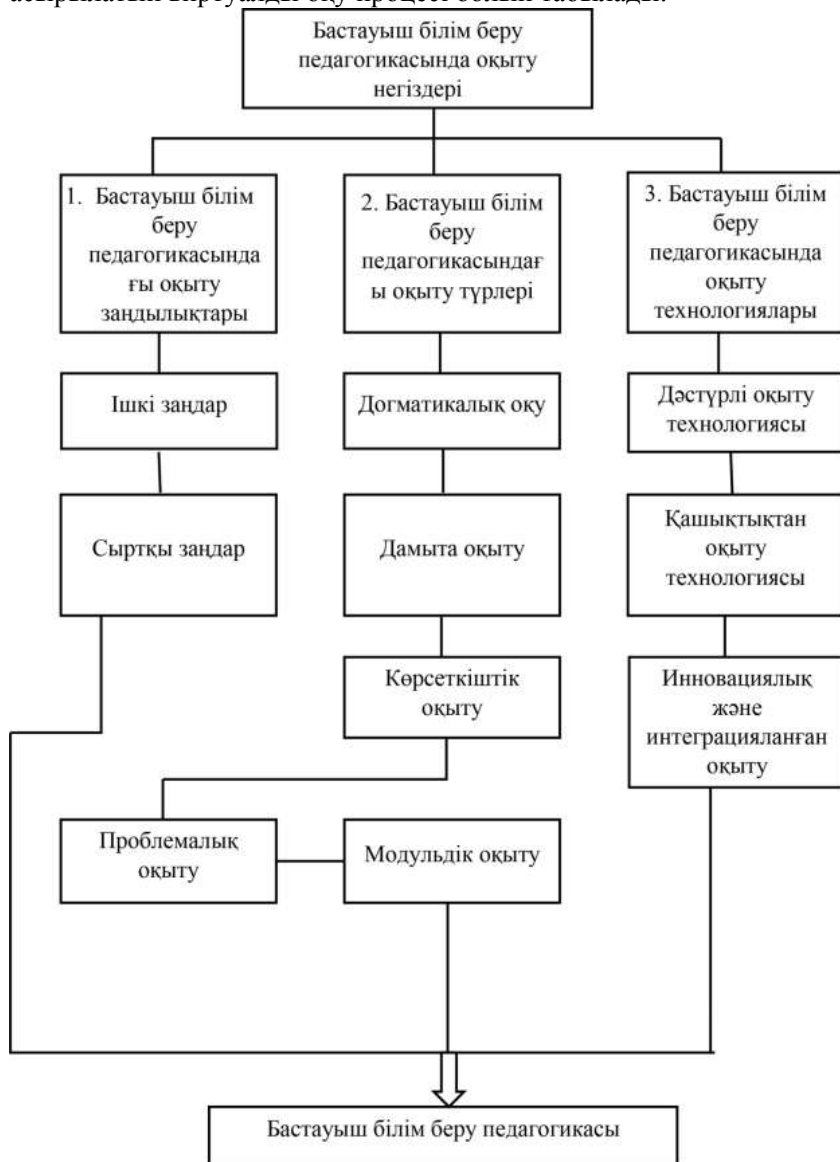 Бастауыш білім беру
педагогикасында оқыту
негіздері
1. Бастауыш білім
беру
педагогикасында
ғы оқыту
заңдылықтары
2. Бастауыш білім
беру
педагогикасындағ
ы оқыту түрлері
3. Бастауыш білім
беру
педагогикасында
оқыту
технологиялары
Ішкі заңдар
Догматикалық оқу
Дәстүрлі оқыту
технологиясы
Сыртқы заңдар
Дамыта оқыту
Қашықтықтан
оқыту
технологиясы
Көрсеткіштік
оқыту
Инновациялық
және
интеграцияланған
оқыту
Проблемалық
оқыту
Модульдік оқыту
Бастауыш білім беру педагогикасы